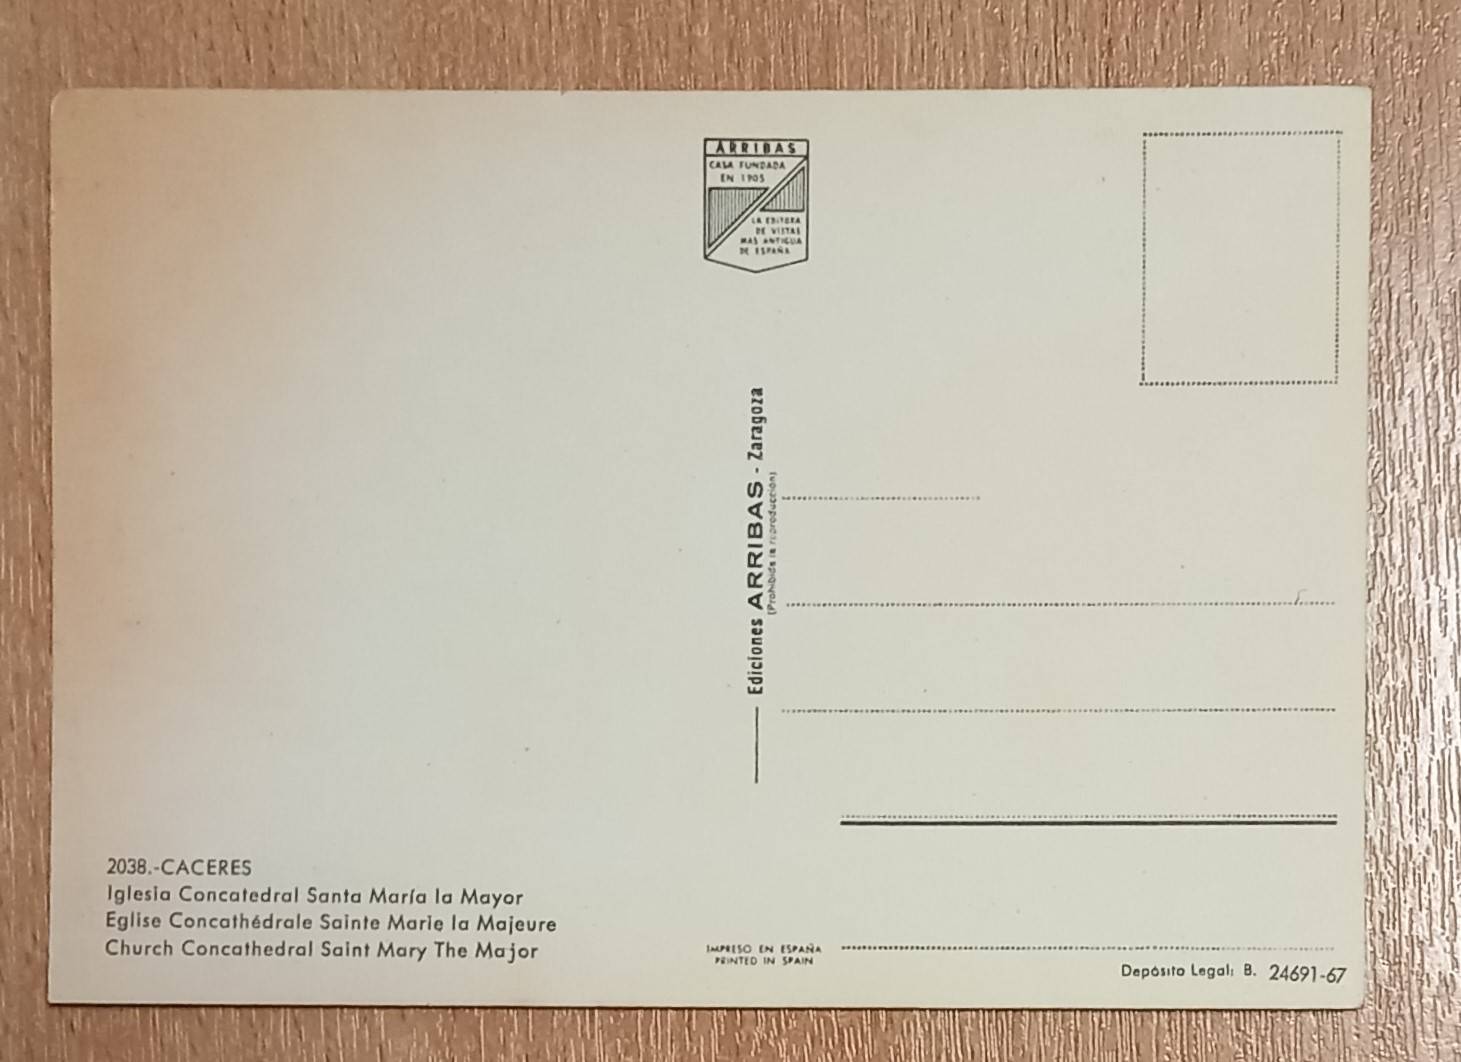 ARRIBAS
CASA FUNDADA
EN 1905
LA EDITORA
DE VISTAS
MAS ANTIGUA
DE ESPAÑA
Ediciones ARRIBAS - Zaragoza
(Prohibida la reproducción)
2038.-CACERES
Iglesia Concatedral Santa María la Mayor
Eglise Concathédrale Sainte Marie la Majeure
Church Concathedral Saint Mary The Major
IMPRESO EN ESPAÑA
PRINTED IN SPAIN
Depósito Legal: B. 24691-67